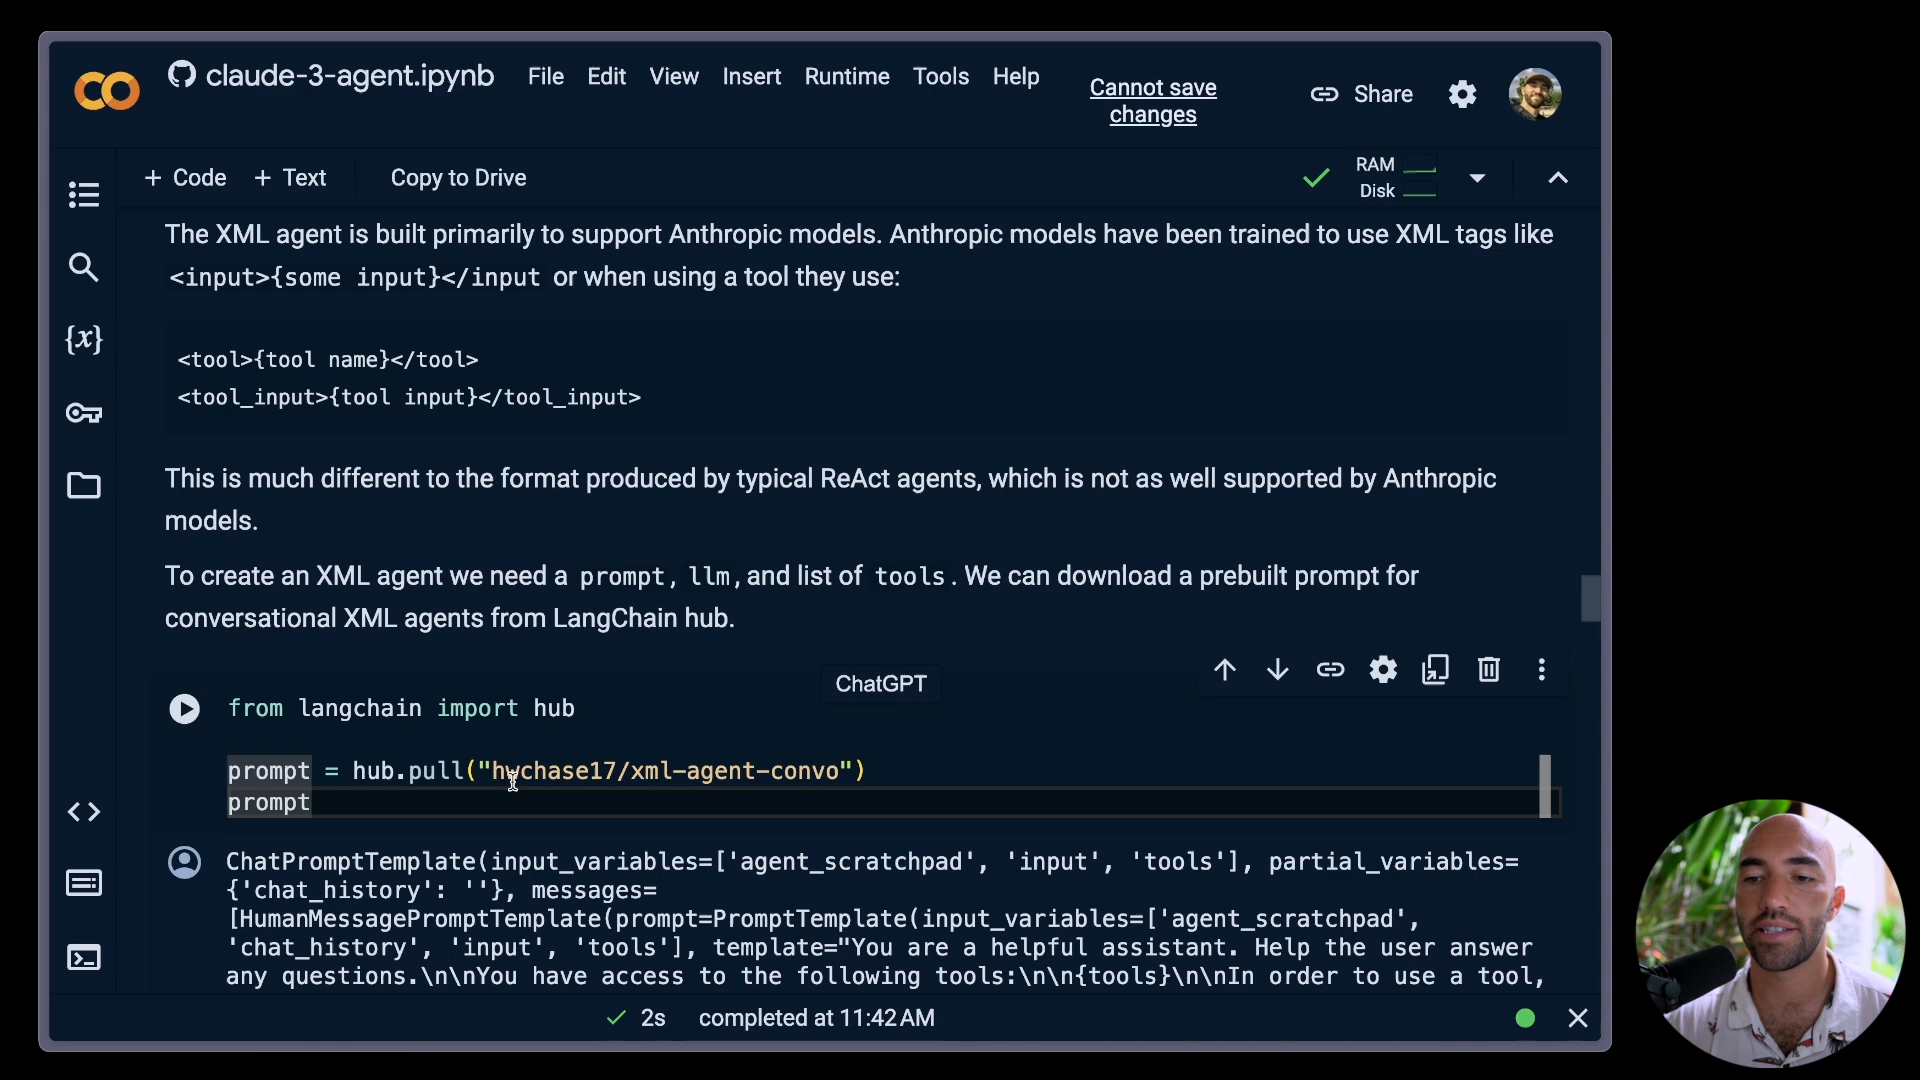 claude-3-agent.ipynb File Edit View Insert Runtime Tools Help
Cannot save
changes
Share
+ Code + Text Copy to Drive
RAM
Disk
The XML agent is built primarily to support Anthropic models. Anthropic models have been trained to use XML tags like
<input>{some input}</input or when using a tool they use:
<tool>{tool name}</tool>
<tool_input>{tool input}</tool_input>
This is much different to the format produced by typical ReAct agents, which is not as well supported by Anthropic
models.
To create an XML agent we need a prompt, llm, and list of tools. We can download a prebuilt prompt for
conversational XML agents from LangChain hub.
ChatGPT
from langchain import hub
prompt = hub.pull("hwchase17/xml-agent-convo")
prompt
ChatPromptTemplate(input_variables=['agent_scratchpad', 'input', 'tools'], partial_variables=
{'chat_history': ''}, messages=
[HumanMessagePromptTemplate(prompt=PromptTemplate(input_variables=['agent_scratchpad',
'chat_history', 'input', 'tools'], template="You are a helpful assistant. Help the user answer
any questions.\n\nYou have access to the following tools:\n\n{tools}\n\nIn order to use a tool,
2s completed at 11:42 AM